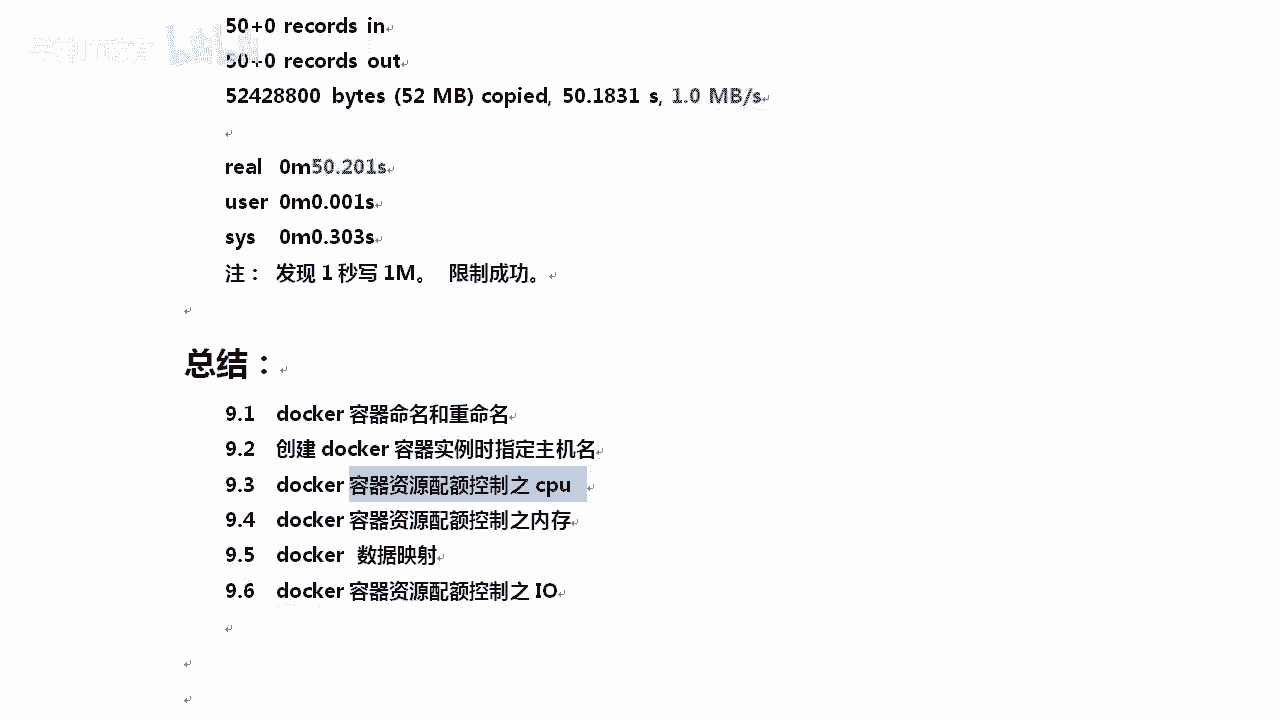 50+0 records in
50+0 records out
52428800 bytes (52 MB) copied, 50.1831 s, 1.0 MB/s
real 0m50.201s
user 0m0.001s
sys 0m0.303s
注： 发现 1 秒写 1M。 限制成功。
总结：
9.1 docker 容器命名和重命名
9.2 创建 docker 容器实例时指定主机名
9.3 docker 容器资源配额控制之 cpu
9.4 docker 容器资源配额控制之内存
9.5 docker 数据映射
9.6 docker 容器资源配额控制之 IO